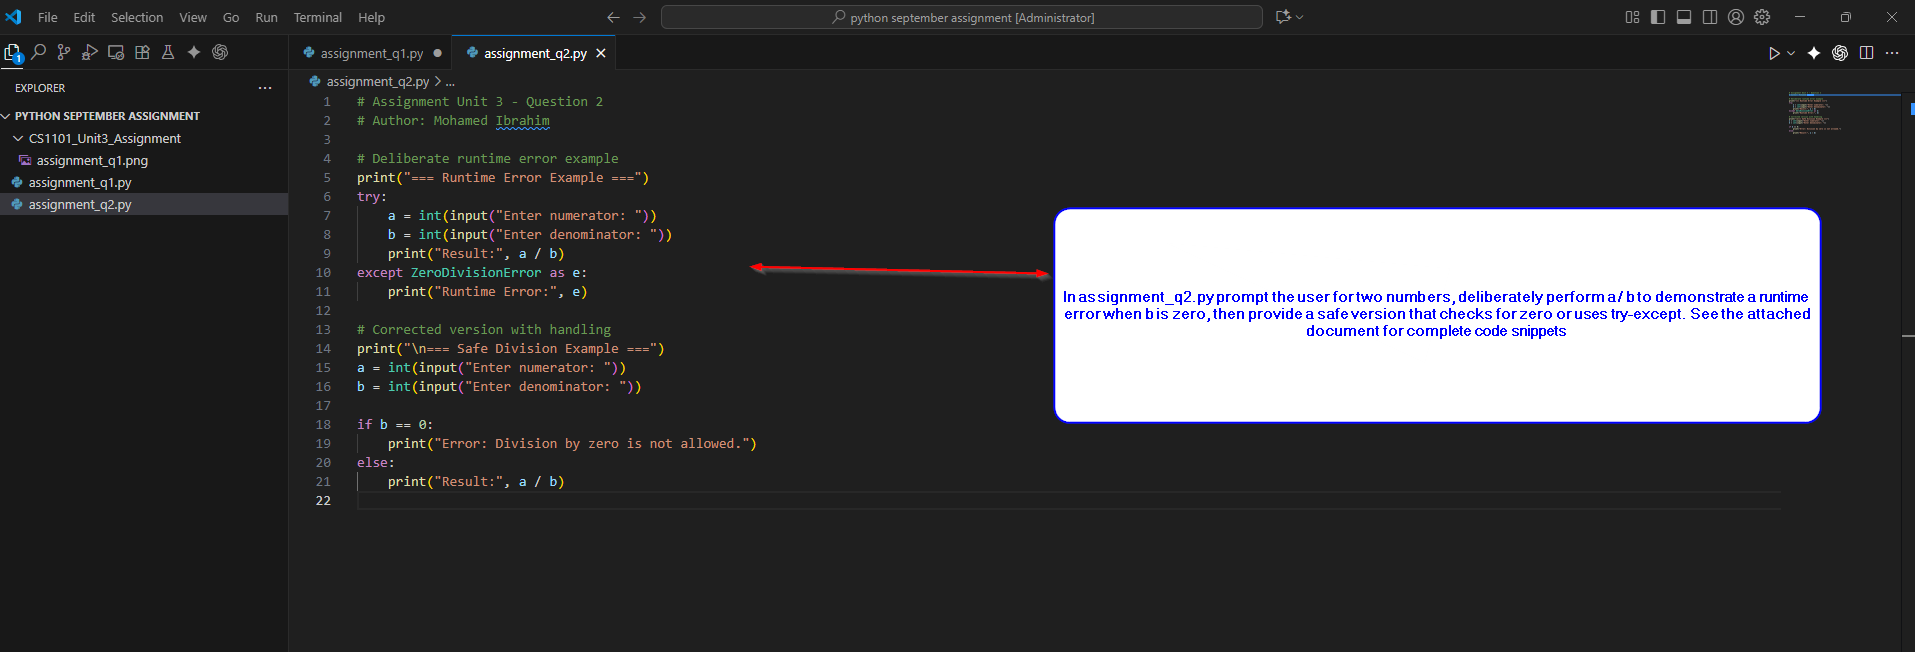 File Edit Selection View Go Run Terminal Help
python september assignment [Administrator]
1
assignment_q1.py
assignment_q2.py
EXPLORER
PYTHON SEPTEMBER ASSIGNMENT
CS1101_Unit3_Assignment
assignment_q1.png
assignment_q1.py
assignment_q2.py
assignment_q2.py > ...
1 # Assignment Unit 3 - Question 2
2 # Author: Mohamed Ibrahim
3
4 # Deliberate runtime error example
5 print("=== Runtime Error Example ===")
6 try:
7 a = int(input("Enter numerator: "))
8 b = int(input("Enter denominator: "))
9 print("Result:", a / b)
10 except ZeroDivisionError as e:
11 print("Runtime Error:", e)
12
13 # Corrected version with handling
14 print("\n=== Safe Division Example ===")
15 a = int(input("Enter numerator: "))
16 b = int(input("Enter denominator: "))
17
18 if b == 0:
19 print("Error: Division by zero is not allowed.")
20 else:
21 print("Result:", a / b)
22
In assignment_q2.py prompt the user for two numbers, deliberately perform a / b to demonstrate a runtime
error when b is zero, then provide a safe version that checks for zero or uses try-except. See the attached
document for complete code snippets